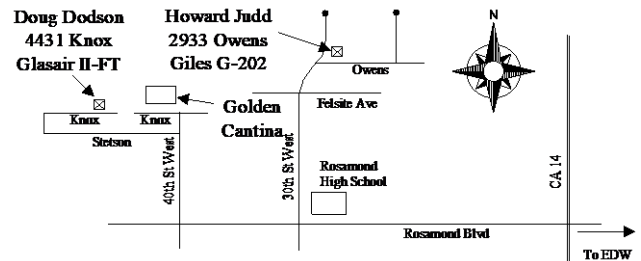 Doug Dodson
4431 Knox
Glasair II-FT
Howard Judd
2933 Owens
Giles G-202
N
Owens
Golden
Cantina
Felsite Ave
Knox
Knox
Stetson
40th St West
30th St West
Rosamond
High School
CA 14
Rosamond Blvd
To EDW